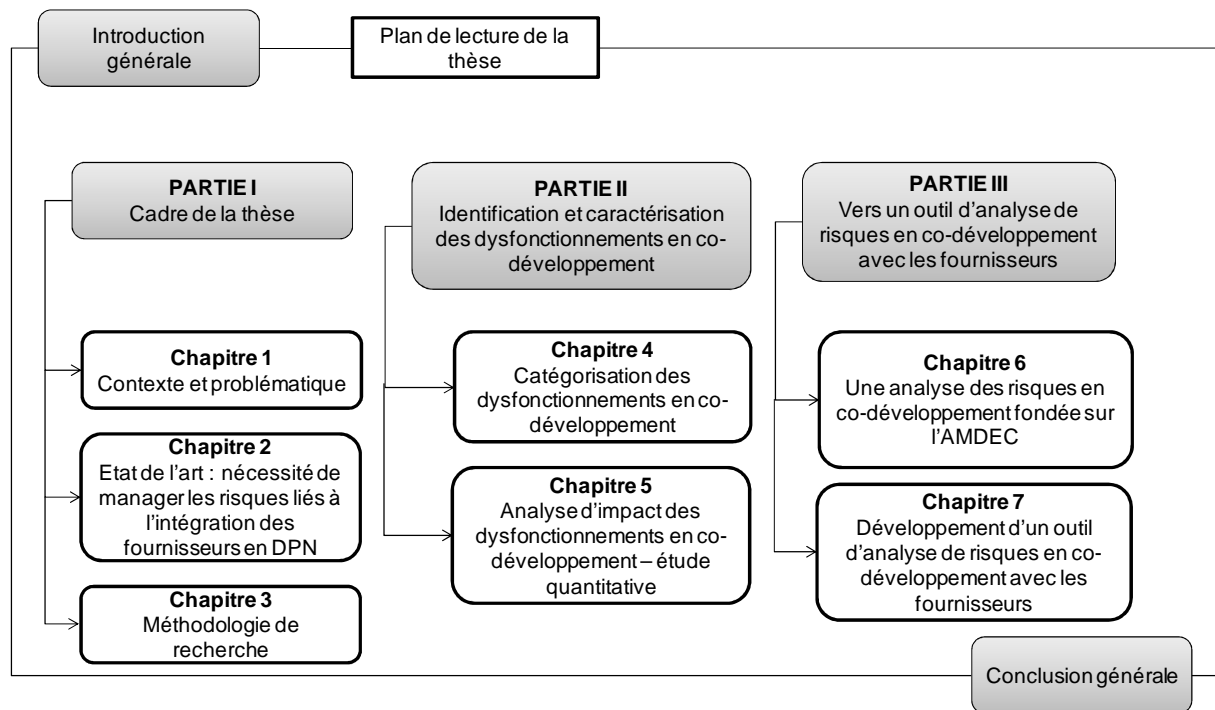 Introduction
générale
Plan de lecture de la
thèse
PARTIE I
Cadre de la thèse
Chapitre 1
Contexte et problématique
Chapitre 2
Etat de l'art : nécessité de
manager les risques liés à
l'intégration des
fournisseurs en DPN
Chapitre 3
Méthodologie de
recherche
PARTIE II
Identification et caractérisation
des dysfonctionnements en co-
développement
Chapitre 4
Catégorisation des
dysfonctionnements en co-
développement
Chapitre 5
Analyse d'impact des
dysfonctionnements en co-
développement – étude
quantitative
PARTIE III
Vers un outil d'analyse de
risques en co-développement
avec les fournisseurs
Chapitre 6
Une analyse des risques en
co-développement fondée sur
l'AMDEC
Chapitre 7
Développement d'un outil
d'analyse de risques en co-
développement avec les
fournisseurs
Conclusion générale